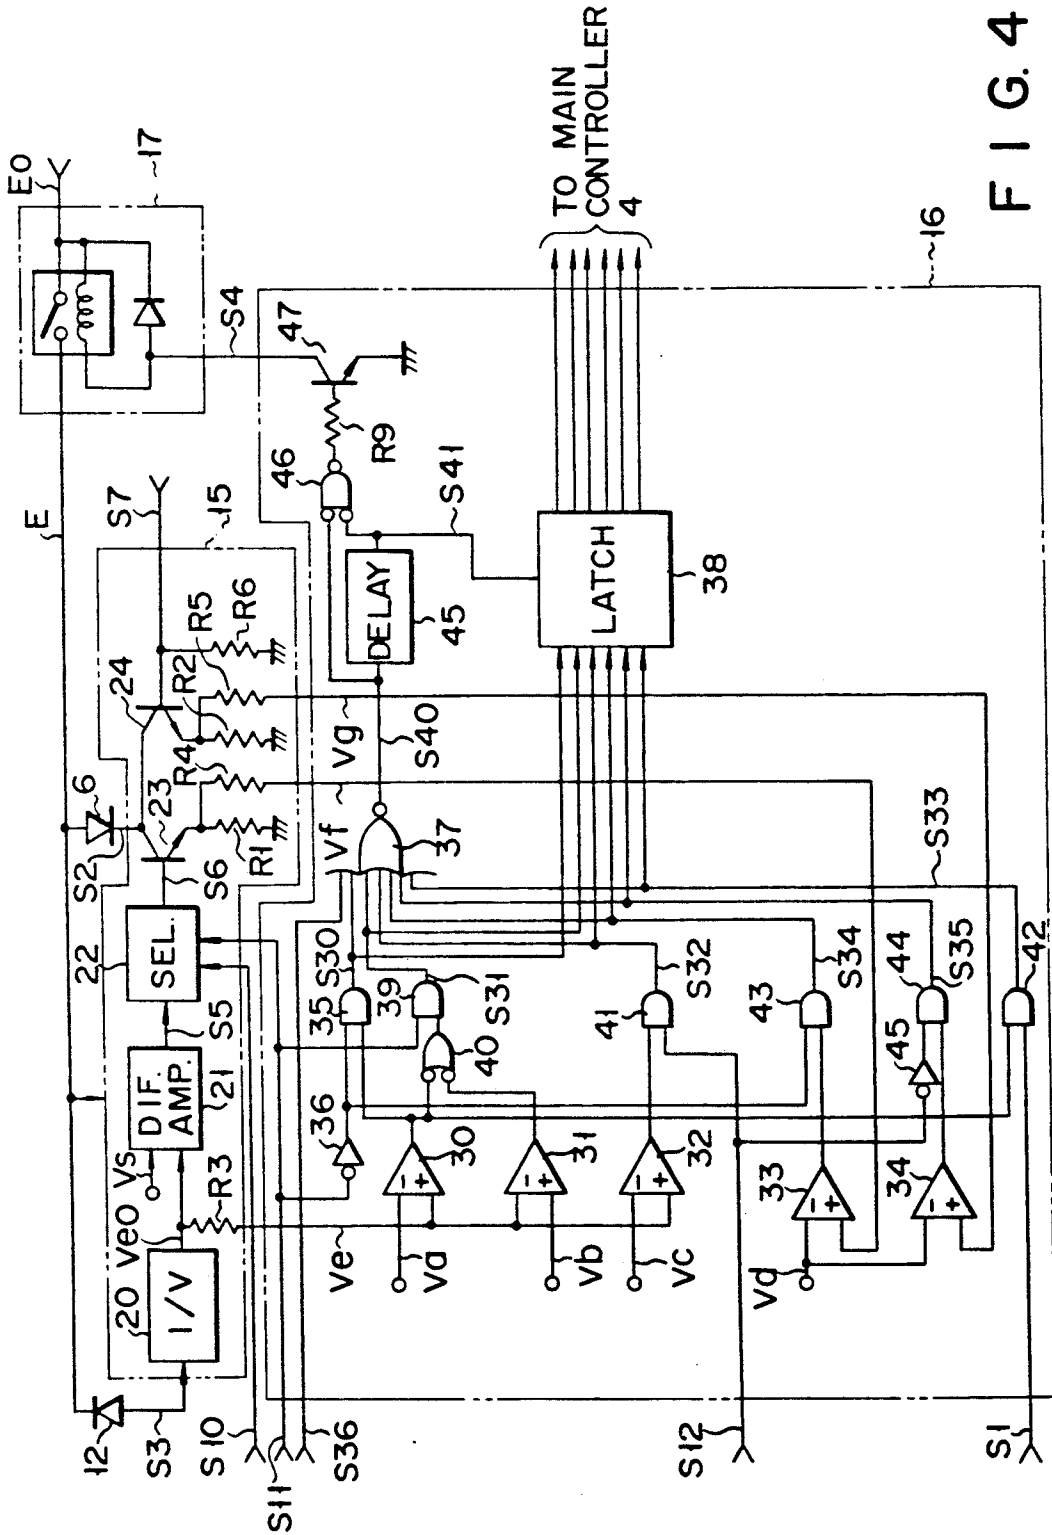 E0
17
E
S7
15
S4
47
46
R9
S41
DELAY
45
6
S2
24
23
S6
R5
R6
R2
R4
R1
Vg
S40
Vf
37
22
SEL.
S5
DIF.
AMP.
21
Vs
Ve0
R3
20
I/V
12
S3
S10
S11
S36
S30
35
39
S31
36
40
30
31
32
Ve
Va
Vb
Vc
41
S32
LATCH
38
TO MAIN
CONTROLLER
4
S33
S34
43
44
S35
45
42
33
34
Vd
S12
S1
16
FIG. 4